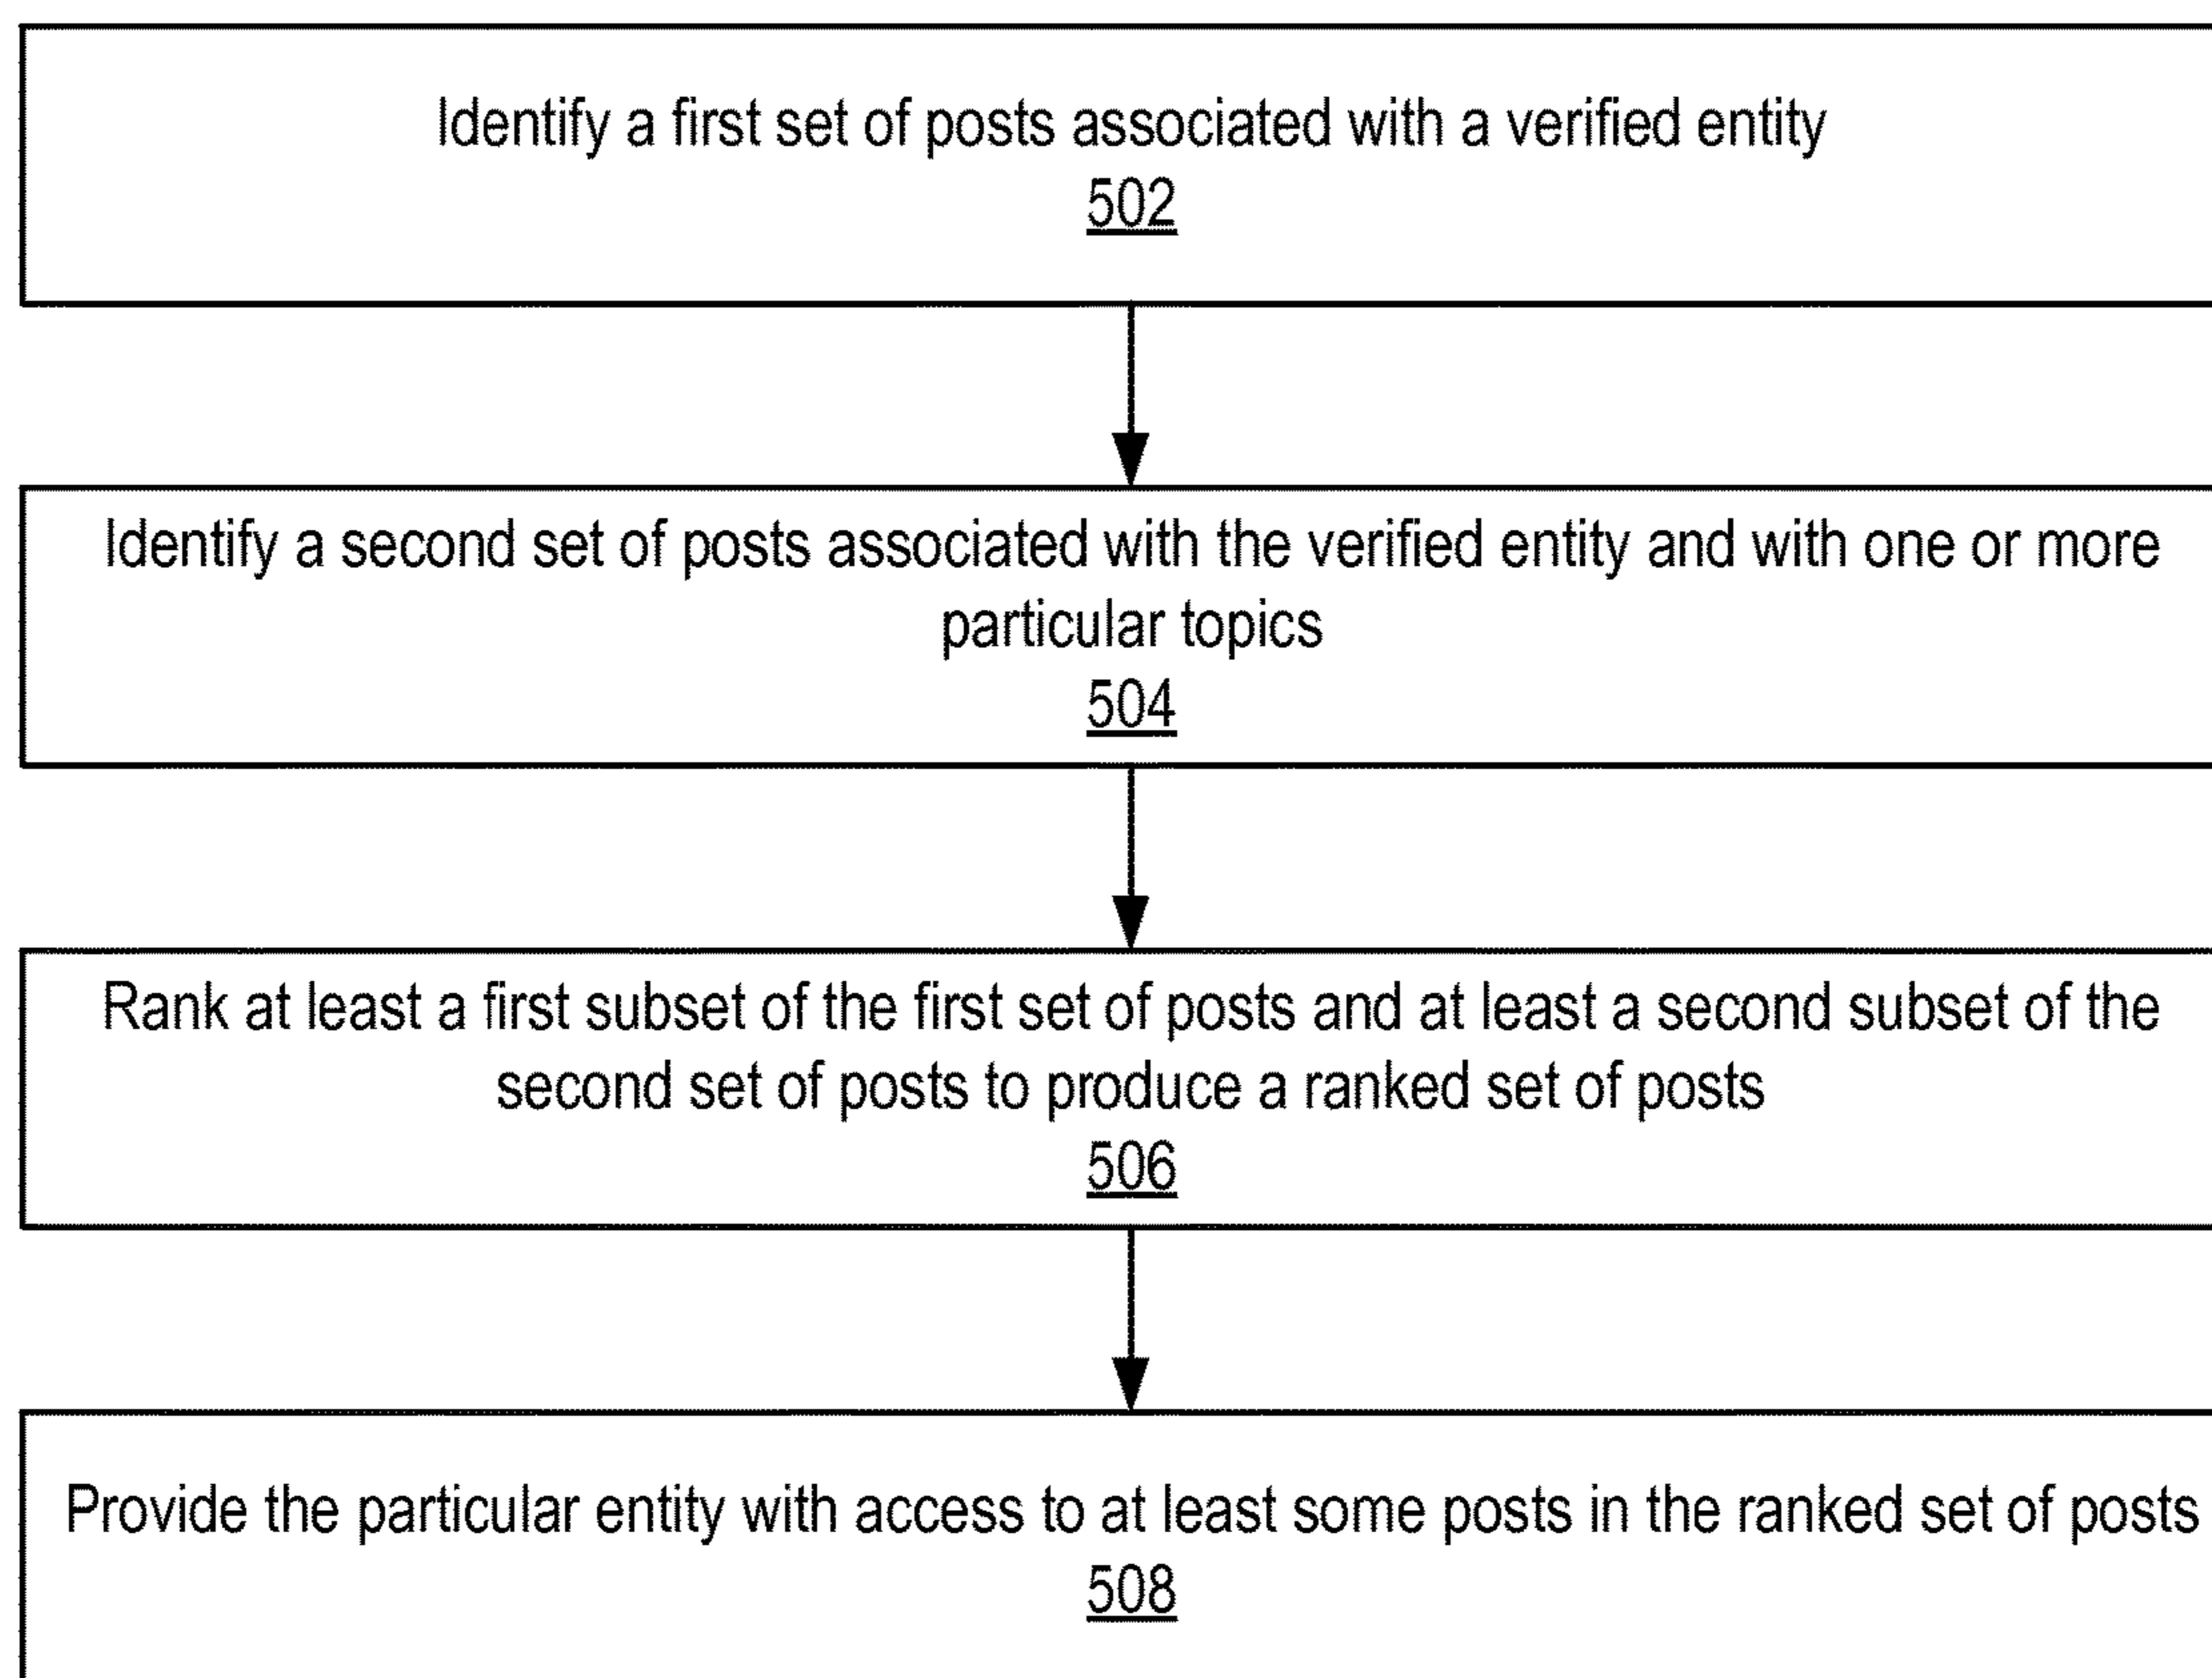 Identify a first set of posts associated with a verified entity
502
Identify a second set of posts associated with the verified entity and with one or more
particular topics
504
Rank at least a first subset of the first set of posts and at least a second subset of the
second set of posts to produce a ranked set of posts
506
Provide the particular entity with access to at least some posts in the ranked set of posts
508